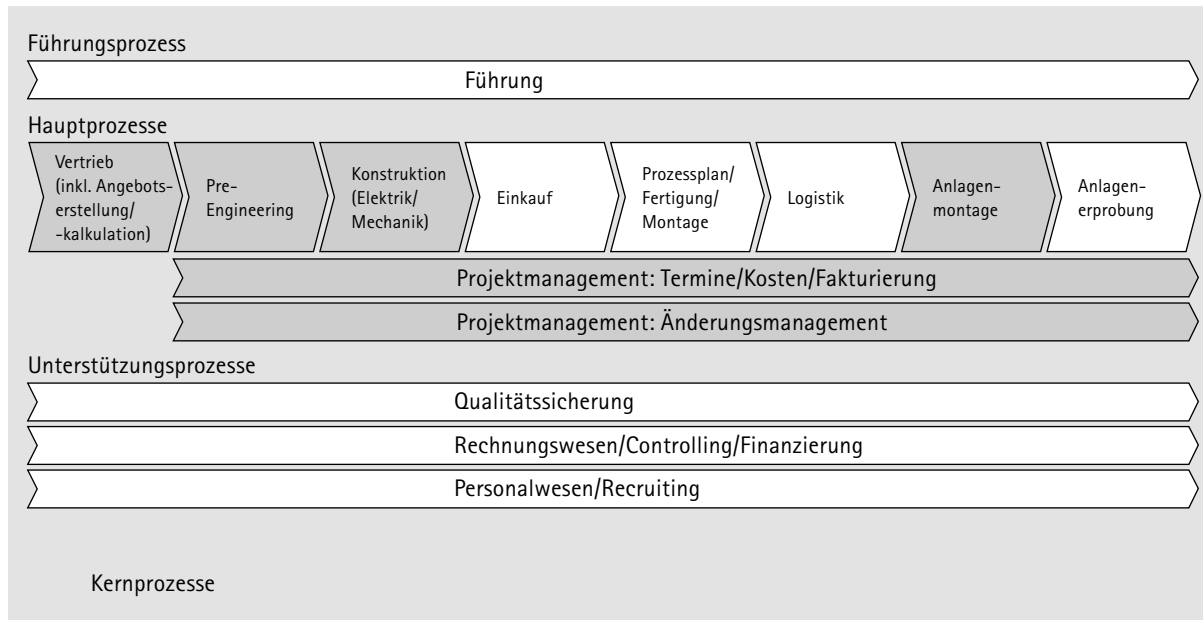 Führungsprozess
Führung
Hauptprozesse
Vertrieb
(inkl. Angebots-
erstellung/
-kalkulation)
Pre-
Engineering
Konstruktion
(Elektrik/
Mechanik)
Einkauf
Prozessplan/
Fertigung/
Montage
Logistik
Anlagen-
montage
Anlagen-
erprobung
Projektmanagement: Termine/Kosten/Fakturierung
Projektmanagement: Änderungsmanagement
Unterstützungsprozesse
Qualitätssicherung
Rechnungswesen/Controlling/Finanzierung
Personalwesen/Recruiting
Kernprozesse